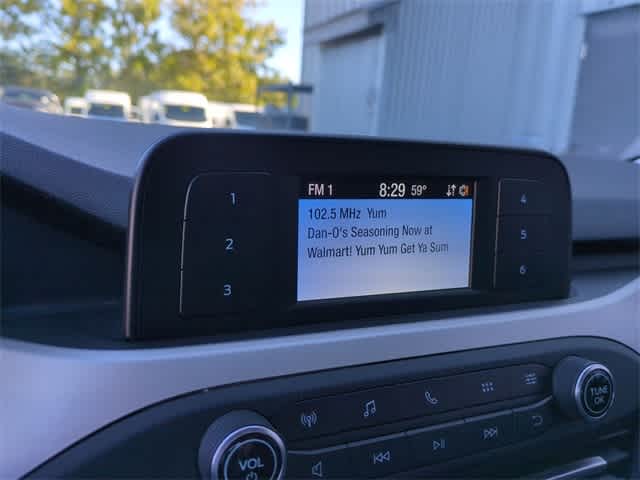 FM 1 8:29 59°
102.5 MHz Yum
Dan-O's Seasoning Now at
Walmart! Yum Yum Get Ya Sum
1
2
3
4
5
6
VOL
TUNE
OK